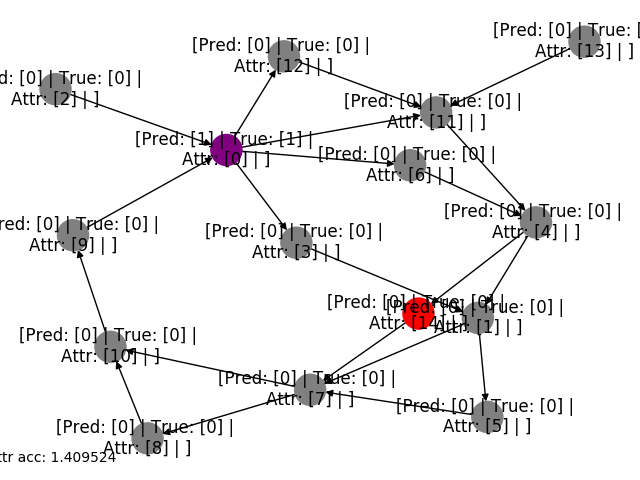 [Pred: [0] | True: [
Attr: [13] | ]
[Pred: [0] | True: [0] |
Attr: [12] | ]
d: [0] | True: [0] |
Attr: [2] | ]
[Pred: [0] | True: [0] |
Attr: [11] | ]
[Pred: [1] | True: [1] |
Attr: [0] | ]
[Pred: [0] | True: [0] |
Attr: [6] | ]
[Pred: [0] | True: [0] |
Attr: [4] | ]
red: [0] | True: [0] |
Attr: [9] | ]
[Pred: [0] | True: [0] |
Attr: [3] | ]
[Pred: [0] | True: [0] |
Attr: [14] | ]
[Pred: [0] | True: [0] |
Attr: [1] | ]
[Pred: [0] | True: [0] |
Attr: [10] | ]
[Pred: [0] | True: [0] |
Attr: [7] | ]
[Pred: [0] | True: [0] |
Attr: [5] | ]
[Pred: [0] | True: [0] |
Attr: [8] | ]
ttr acc: 1.409524